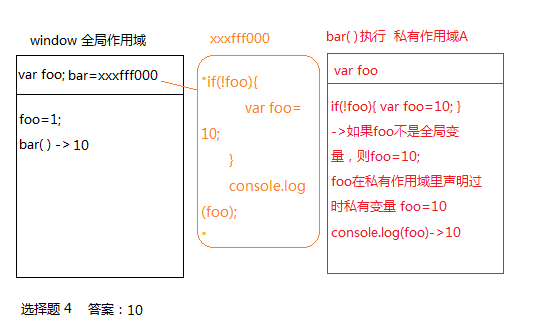 window 全局作用域
var foo; bar=xxxfff000
foo=1;
bar( ) -> 10
xxxfff000
"if(!foo){
var foo=
10;
}
console.log
(foo);
"
bar( )执行 私有作用域A
var foo
if(!foo){ var foo=10; }
->如果foo不是全局变
量，则foo=10;
foo在私有作用域里声明过
时私有变量 foo=10
console.log(foo)->10
选择题 4 答案：10